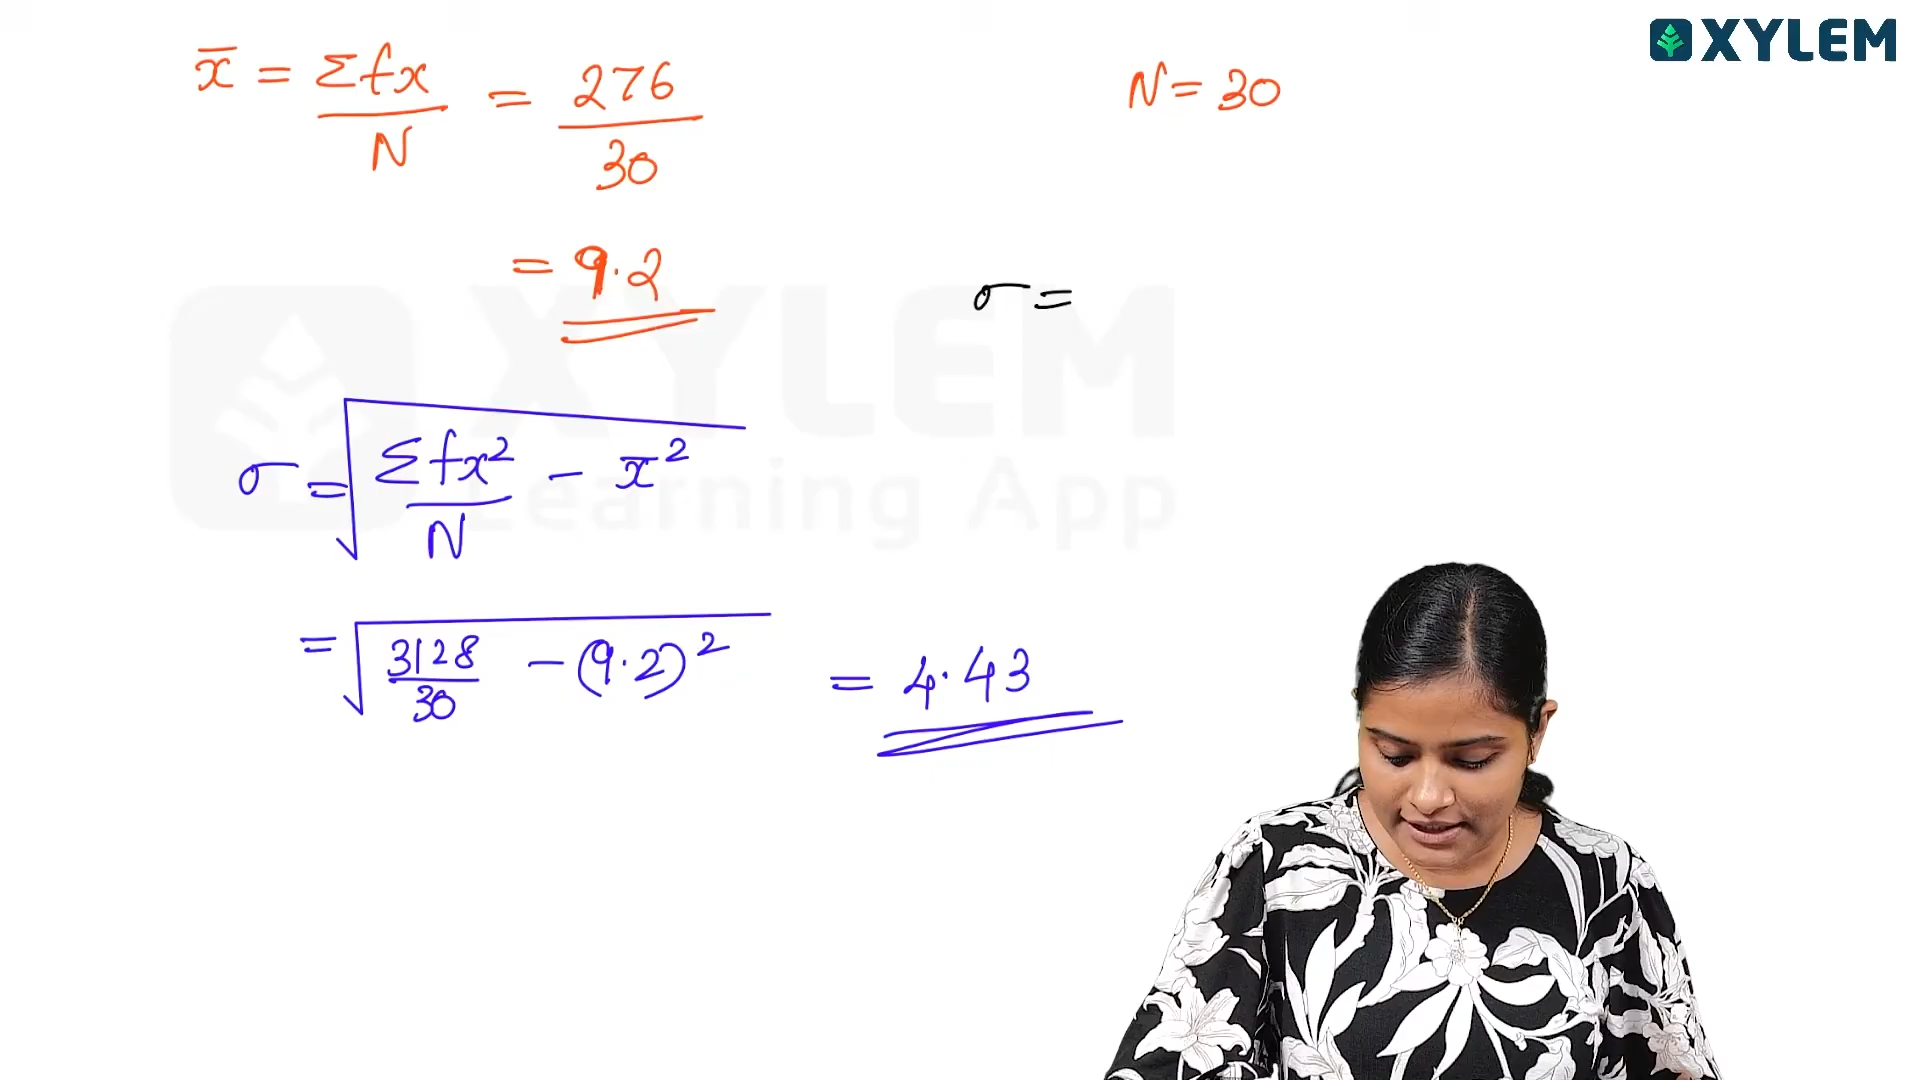 XYLEM
x̄ = Σfx/N = 276/30
N = 30
= 9.2
σ =
XYLEM
Learning App
σ = √(Σfx²/N − x̄²)
= √(3128/30 − (9.2)²) = 4.43